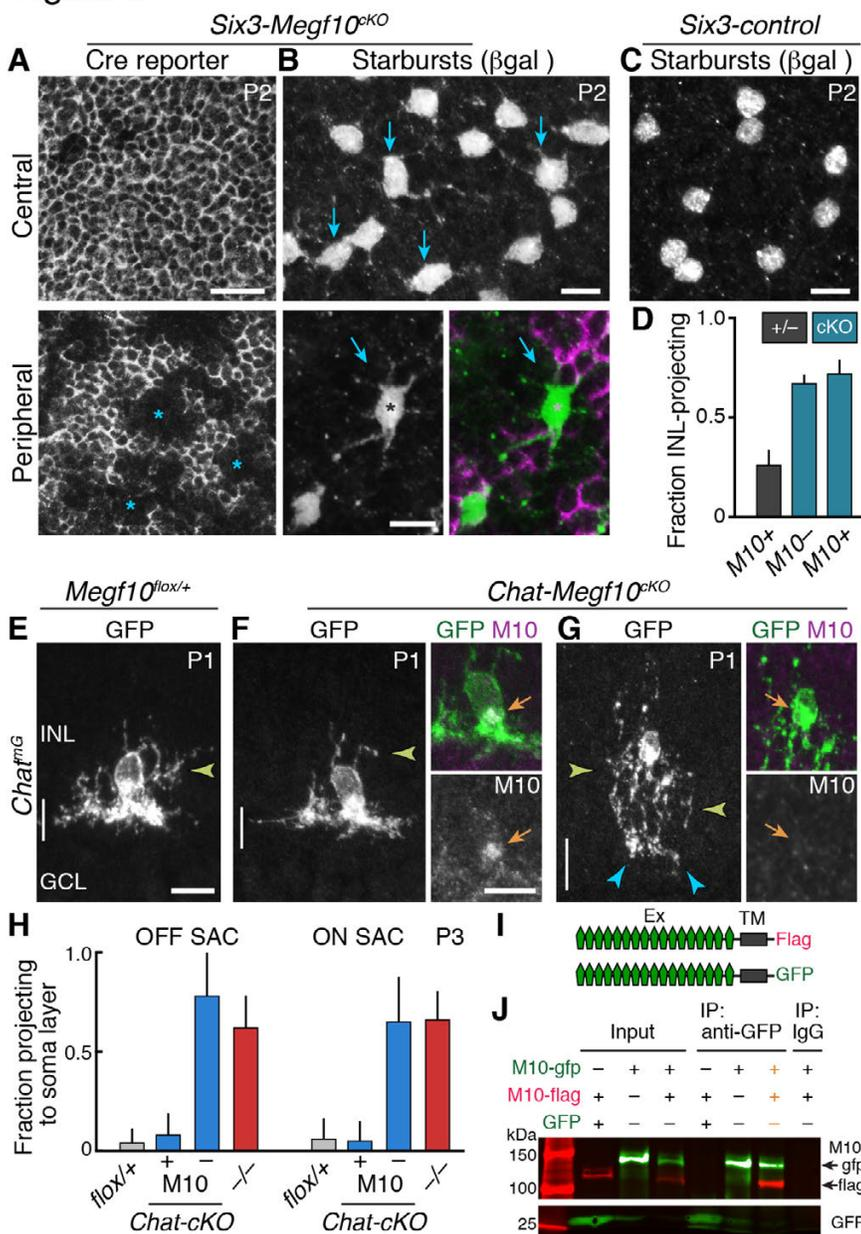 Six3-Megf10cKO
Six3-control
A
Cre reporter
B
Starbursts (βgal )
C
Starbursts (βgal )
P2
P2
P2
Central
Peripheral
*
*
*
*
*
D
Fraction INL-projecting
1.0
0.5
0
+/–
cKO
M10+
M10–
M10+
Megf10flox/+
Chat-Megf10cKO
E
GFP
F
GFP
GFP M10
G
GFP
GFP M10
ChatmG
P1
P1
P1
INL
GCL
M10
M10
H
OFF SAC
ON SAC
P3
Fraction projecting
to soma layer
1.0
0.5
0
flox/+
+
–
–/–
flox/+
+
–
–/–
M10
M10
Chat-cKO
Chat-cKO
I
Ex
TM
Flag
GFP
J
Input
IP:
anti-GFP
IP:
IgG
M10-gfp – + + – + + +
M10-flag + – + + – + +
GFP + – – + – – –
kDa
150
100
25
M10
gfp
flag
GFP